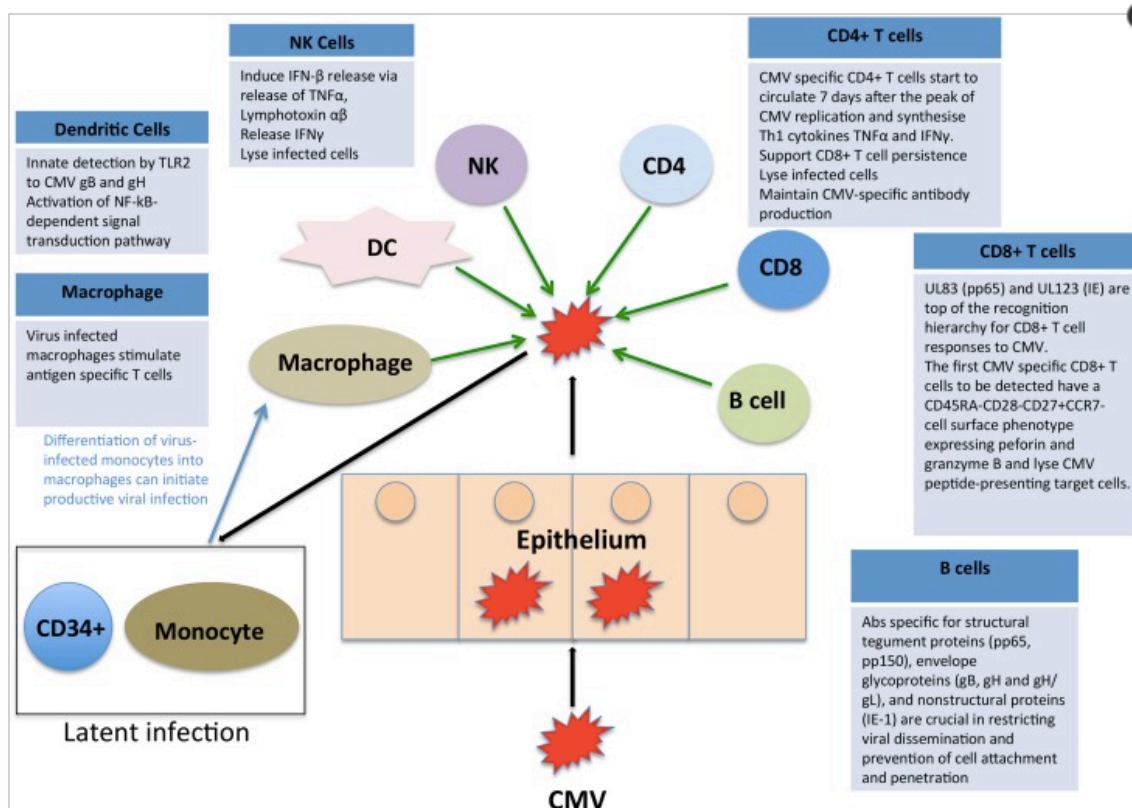 NK Cells
Induce IFN-β release via
release of TNFα,
Lymphotoxin αβ
Release IFNγ
Lyse infected cells
CD4+ T cells
CMV specific CD4+ T cells start to
circulate 7 days after the peak of
CMV replication and synthesise
Th1 cytokines TNFα and IFNγ.
Support CD8+ T cell persistence
Lyse infected cells
Maintain CMV-specific antibody
production
Dendritic Cells
Innate detection by TLR2
to CMV gB and gH
Activation of NF-kB-
dependent signal
transduction pathway
NK
CD4
DC
CD8
CD8+ T cells
UL83 (pp65) and UL123 (IE) are
top of the recognition
hierarchy for CD8+ T cell
responses to CMV.
The first CMV specific CD8+ T
cells to be detected have a
CD45RA-CD28-CD27+CCR7-
cell surface phenotype
expressing peforin and
granzyme B and lyse CMV
peptide-presenting target cells.
Macrophage
Virus infected
macrophages stimulate
antigen specific T cells
Macrophage
B cell
Differentiation of virus-
infected monocytes into
macrophages can initiate
productive viral infection
Epithelium
CD34+
Monocyte
Latent infection
B cells
Abs specific for structural
tegument proteins (pp65,
pp150), envelope
glycoproteins (gB, gH and gH/
gL), and nonstructural proteins
(IE-1) are crucial in restricting
viral dissemination and
prevention of cell attachment
and penetration
CMV